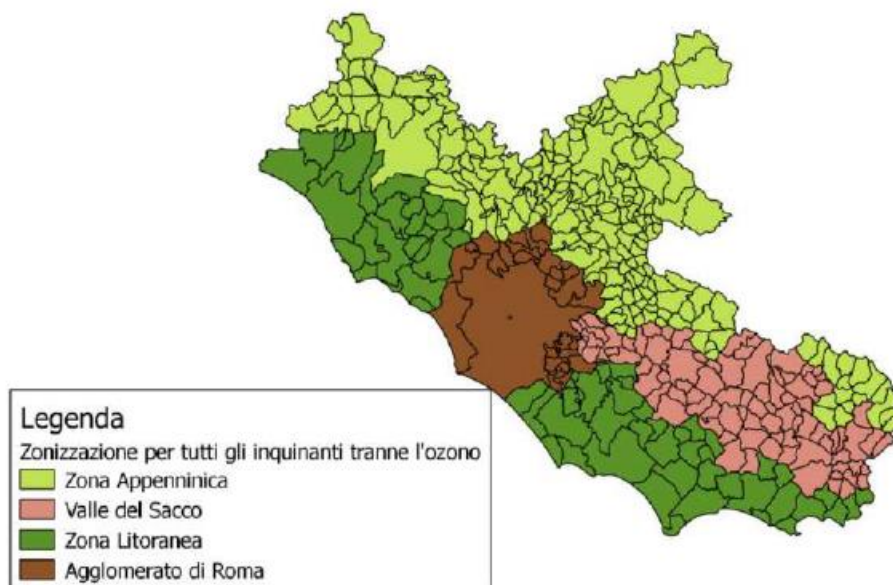 Legenda
Zonizzazione per tutti gli inquinanti tranne l'ozono
Zona Appenninica
Valle del Sacco
Zona Litoranea
Agglomerato di Roma